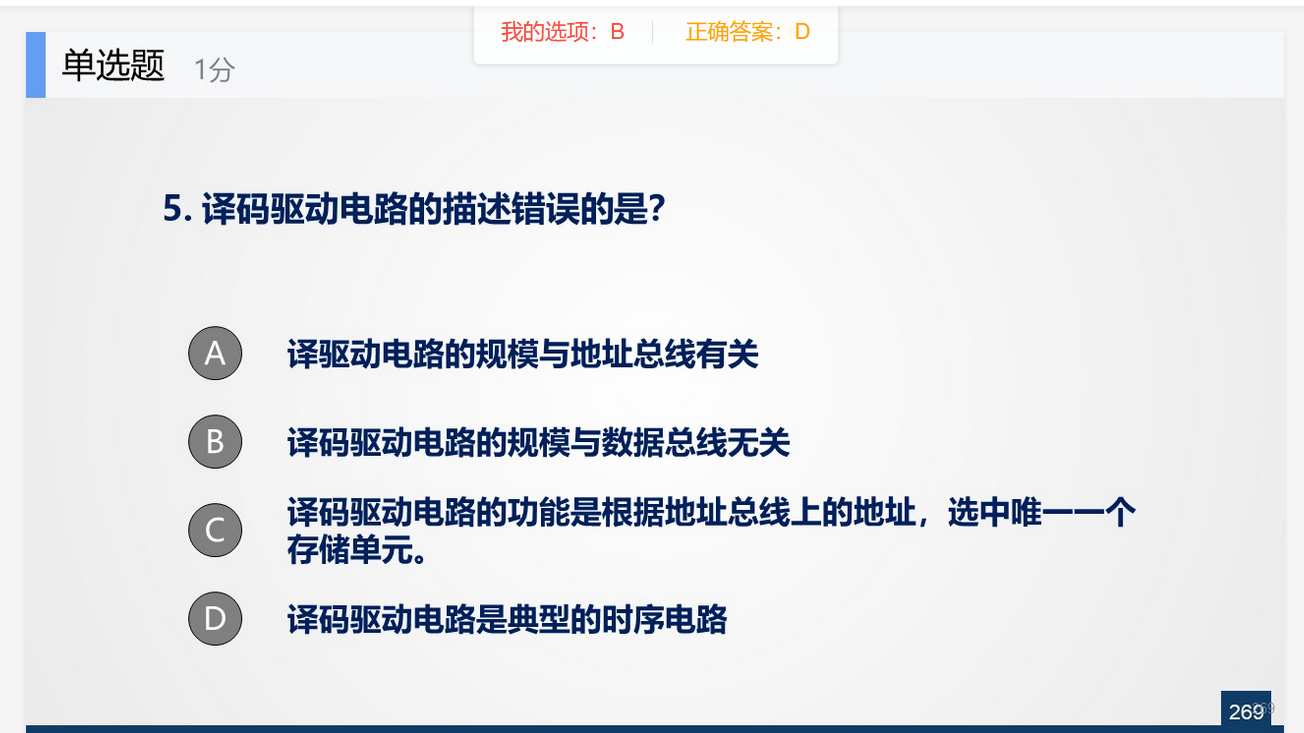 我的选项：B
正确答案：D
单选题 1分
5. 译码驱动电路的描述错误的是?
A 译驱动电路的规模与地址总线有关
B 译码驱动电路的规模与数据总线无关
C 译码驱动电路的功能是根据地址总线上的地址，选中唯一一个
存储单元。
D 译码驱动电路是典型的时序电路
269
269